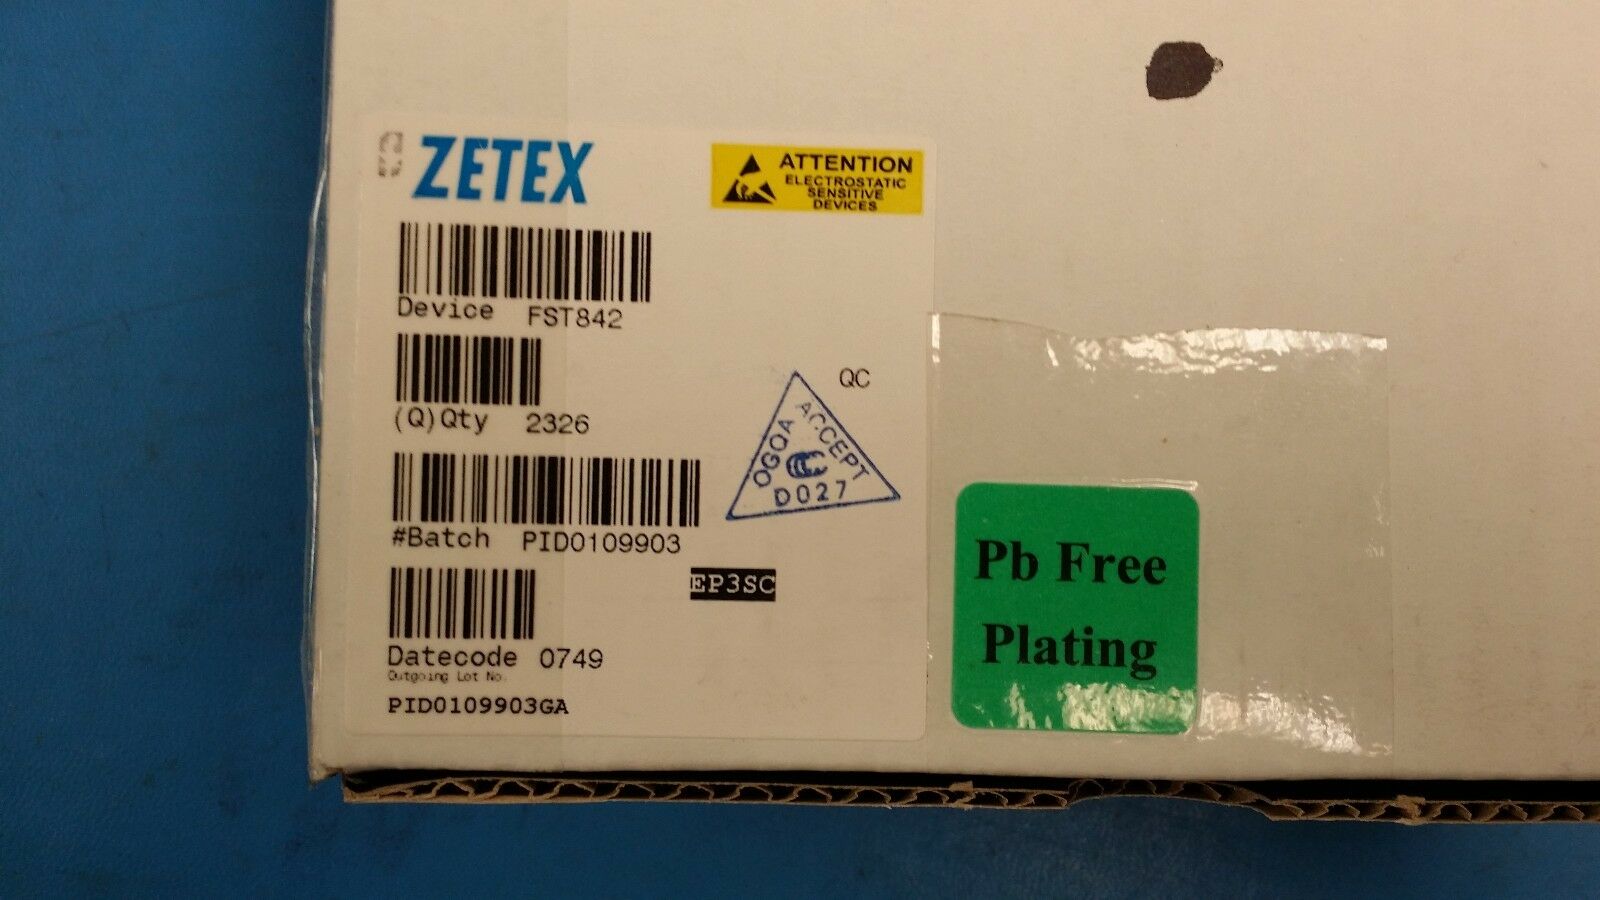 ZETEX
ATTENTION
ELECTROSTATIC
SENSITIVE
DEVICES
Device FST842
(Q)Qty 2326
QC
OGQA ACCEPT
D027
#Batch PID0109903
EP3SC
Datecode 0749
Outgoing Lot No.
PID0109903GA
Pb Free
Plating